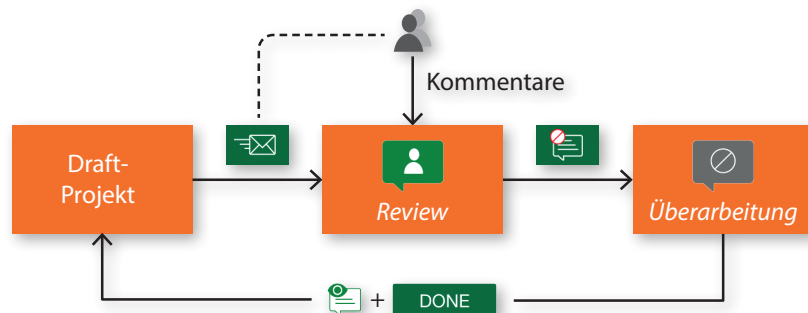 Kommentare
Draft-
Projekt
Review
Überarbeitung
+
DONE